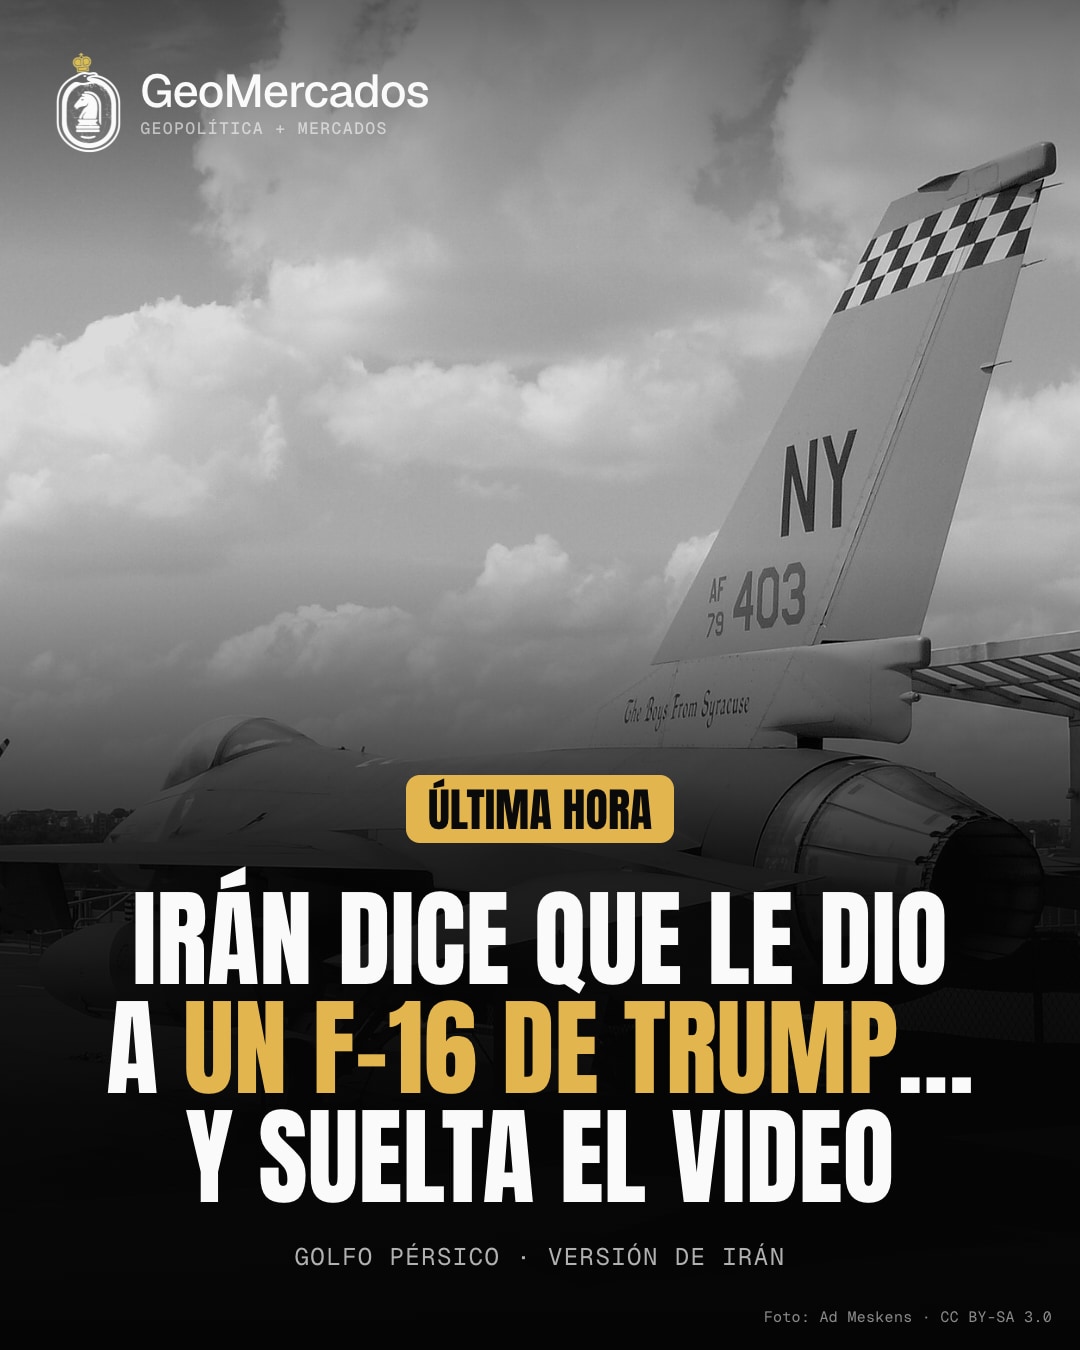 GeoMercados
GEOPOLÍTICA + MERCADOS
NY
AF
79
403
The Boys From Syracuse
ÚLTIMA HORA
IRÁN DICE QUE LE DIO
A UN F-16 DE TRUMP...
Y SUELTA EL VIDEO
GOLFO PÉRSICO · VERSIÓN DE IRÁN
Foto: Ad Meskens · CC BY-SA 3.0